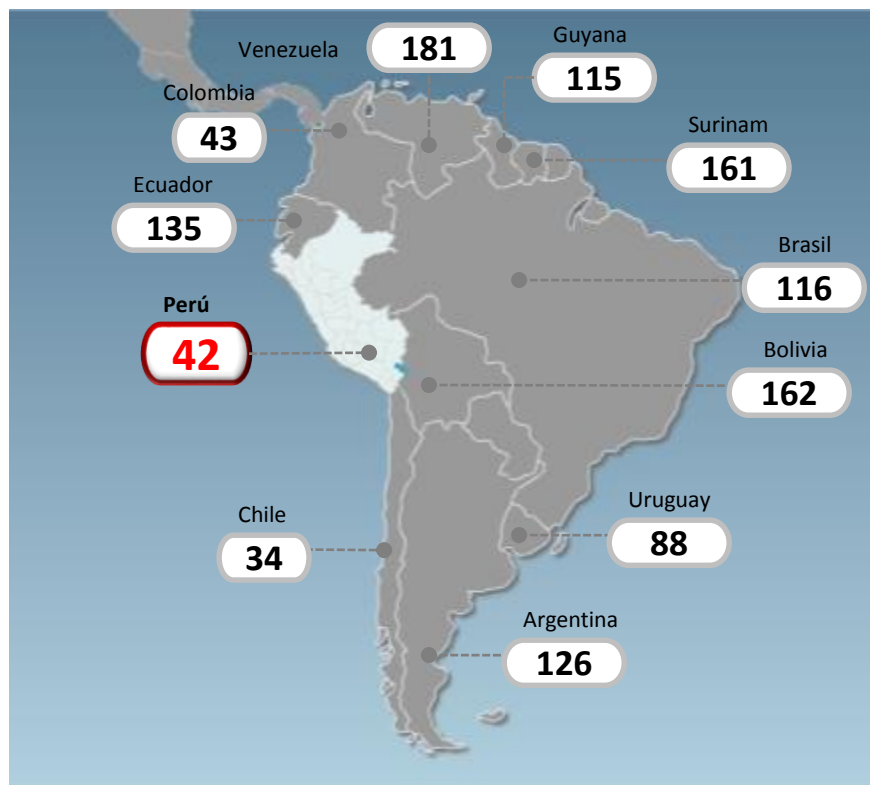 Venezuela
181
Guyana
115
Colombia
43
Surinam
161
Ecuador
135
Brasil
116
Perú
42
Bolivia
162
Chile
34
Uruguay
88
Argentina
126